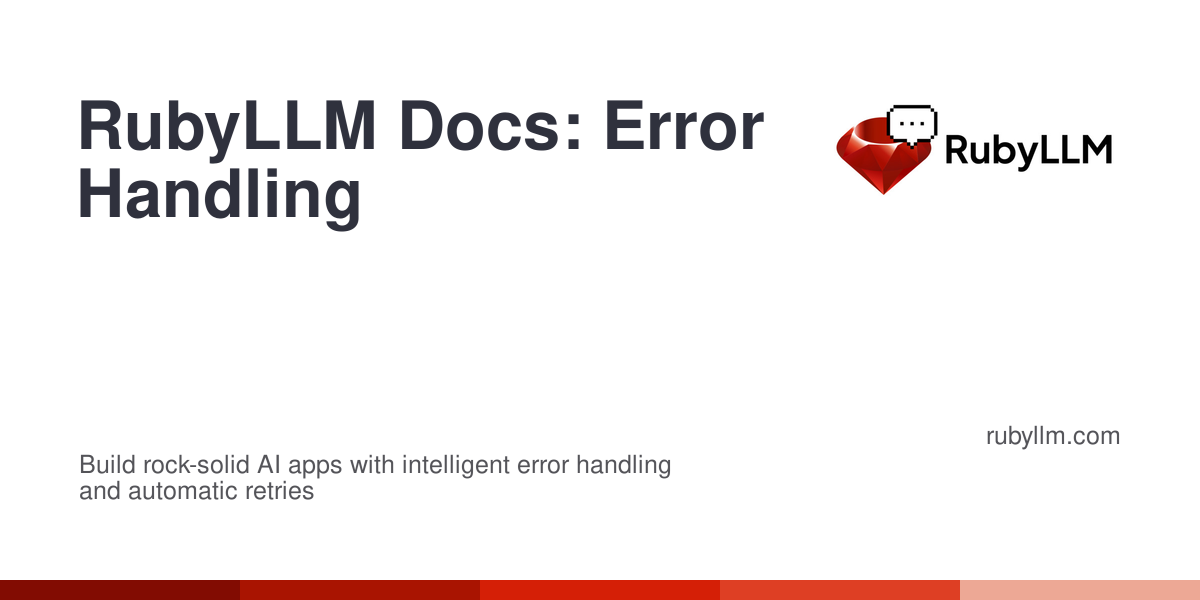 RubyLLM Docs: Error
Handling
RubyLLM
rubyllm.com
Build rock-solid AI apps with intelligent error handling
and automatic retries